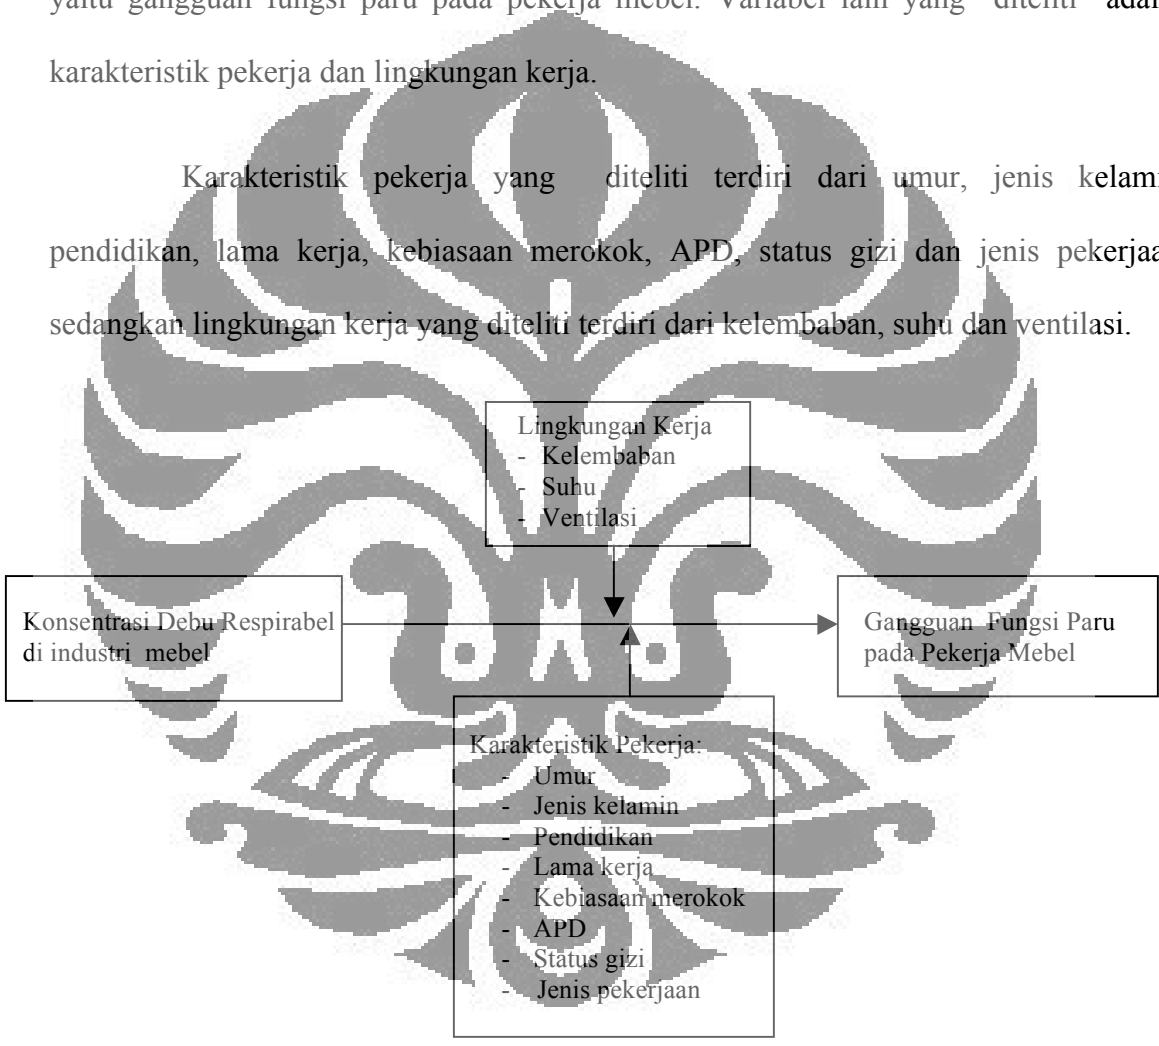 yaitu gangguan fungsi paru pada pekerja mebel. Variabel lain yang diteliti
karakteristik pekerja dan lingkungan kerja.
Karakteristik pekerja yang diteliti terdiri dari umur, jenis
pendidikan, lama kerja, kebiasaan merokok, APD, status gizi dan jenis
sedangkan lingkungan kerja yang diteliti terdiri dari kelembaban, suhu dan ventilasi.
Lingkungan Kerja
- Kelembaban
- Suhu
- Ventilasi
Konsentrasi Debu Respirabel
di industri mebel
Gangguan Fungsi Paru
pada Pekerja Mebel
Karakteristik Pekerja:
- Umur
- Jenis kelamin
- Pendidikan
- Lama kerja
- Kebiasaan merokok
- APD
- Status gizi
- Jenis pekerjaan